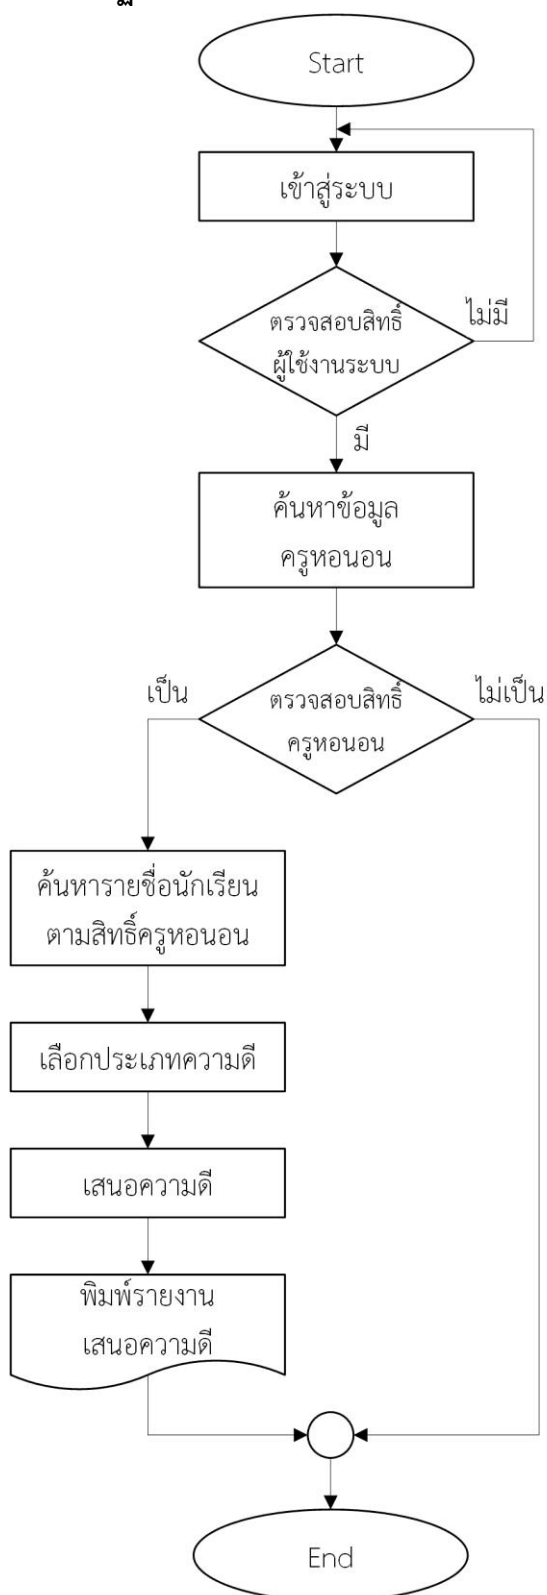 Start
เข้าสู่ระบบ
ตรวจสอบสิทธิ์
ผู้ใช้งานระบบ
ไม่มี
มี
ค้นหาข้อมูล
ครูหอนอน
เป็น
ตรวจสอบสิทธิ์
ครูหอนอน
ไม่เป็น
ค้นหารายชื่อนักเรียน
ตามสิทธิ์ครูหอนอน
เลือกประเภทความดี
เสนอความดี
พิมพ์รายงาน
เสนอความดี
End